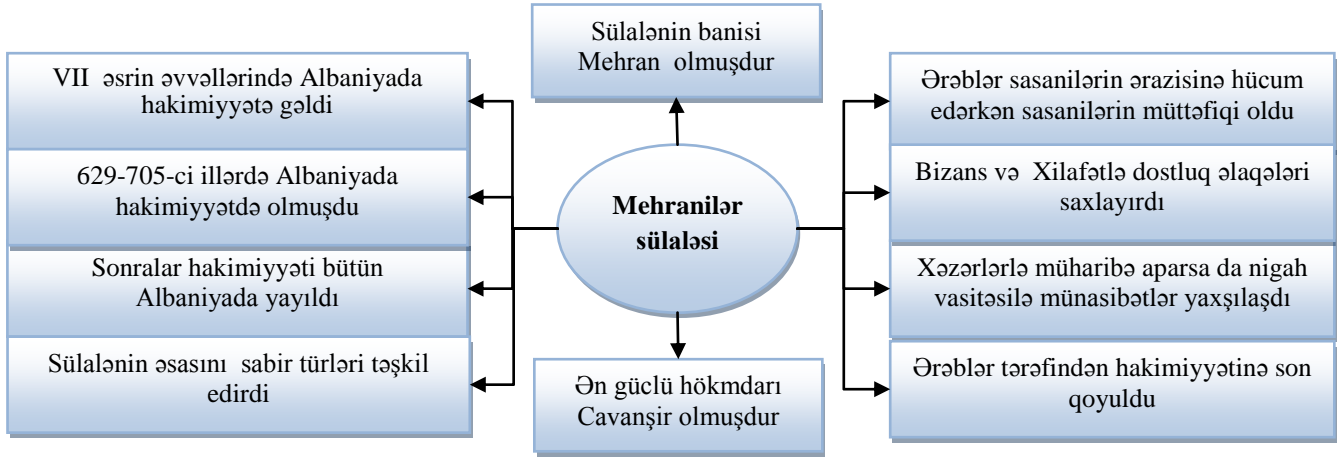 Sülalənin banisi
Mehran olmuşdur
VII əsrin əvvəllərində Albaniyada
hakimiyyətə gəldi
629-705-ci illərdə Albaniyada
hakimiyyətdə olmuşdu
Sonralar hakimiyyəti bütün
Albaniyada yayıldı
Sülalənin əsasını sabir türləri təşkil
edirdi
Mehranilər
sülaləsi
Ən güclü hökmdarı
Cavanşir olmuşdur
Ərəblər sasanilərin ərazisinə hücum
edərkən sasanilərin müttəfiqi oldu
Bizans və Xilafətlə dostluq əlaqələri
saxlayırdı
Xəzərlərlə müharibə aparsa da nigah
vasitəsilə münasibətlər yaxşılaşdı
Ərəblər tərəfindən hakimiyyətinə son
qoyuldu